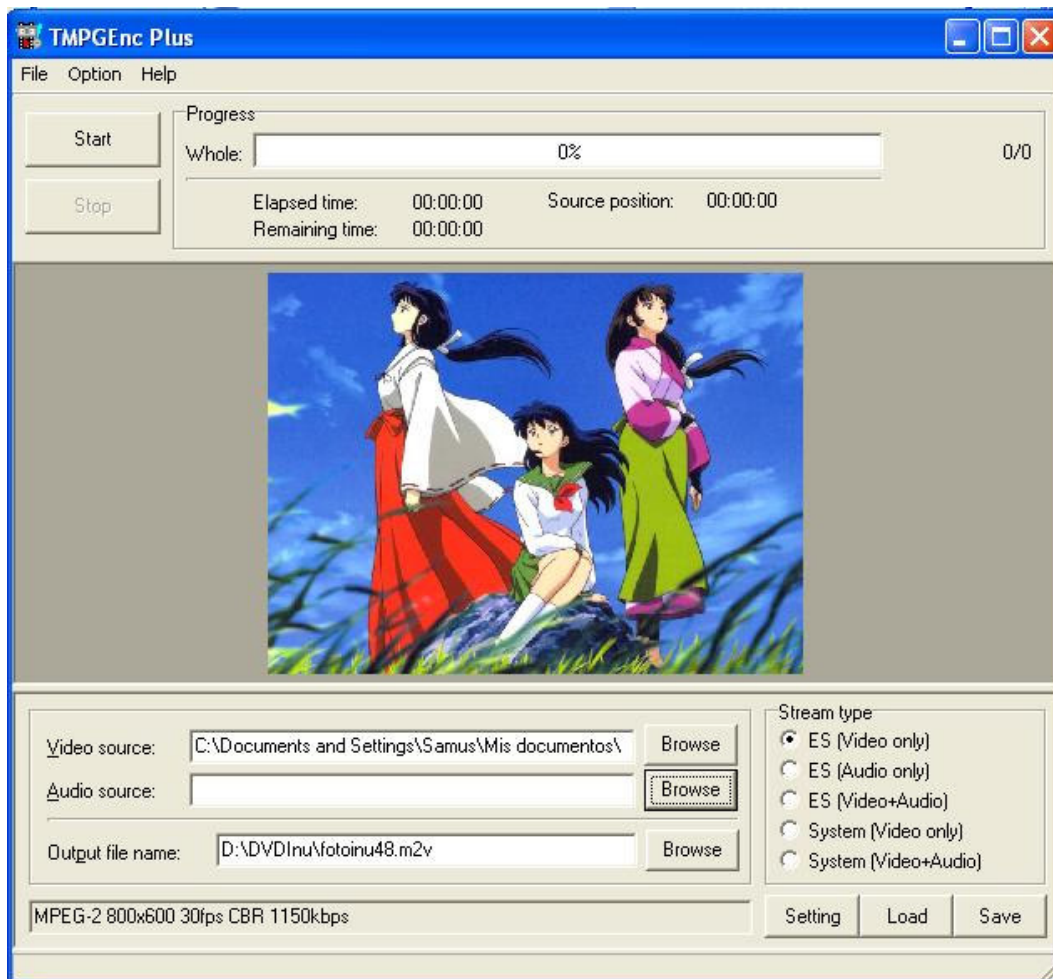 TMPGEnc Plus
File Option Help
Start
Progress
Whole: 0% 0/0
Stop
Elapsed time: 00:00:00 Source position: 00:00:00
Remaining time: 00:00:00
Stream type
Video source: C:\Documents and Settings\Samus\Mis documentos\ Browse
ES (Video only)
Audio source: Browse
ES (Audio only)
ES (Video+Audio)
Output file name: D:\DVDInu\fotoinu48.m2v Browse
System (Video only)
System (Video+Audio)
MPEG-2 800x600 30fps CBR 1150kbps
Setting Load Save